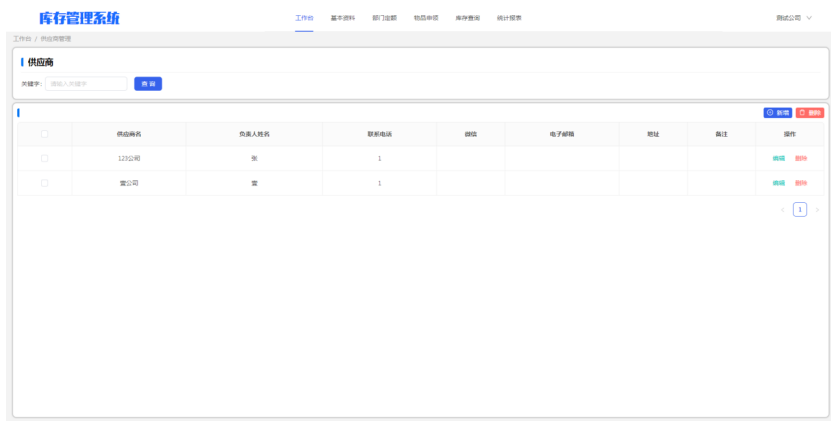 库存管理系统 工作台 基本资料 部门定额 物品申领 库存查询 统计报表 测试公司
工作台 / 供应商管理
供应商
关键字: 请输入关键字 查 询
新增 删除
供应商名 负责人姓名 联系电话 微信 电子邮箱 地址 备注 操作
123公司 张 1 编辑 删除
雷公司 雷 1 编辑 删除
1